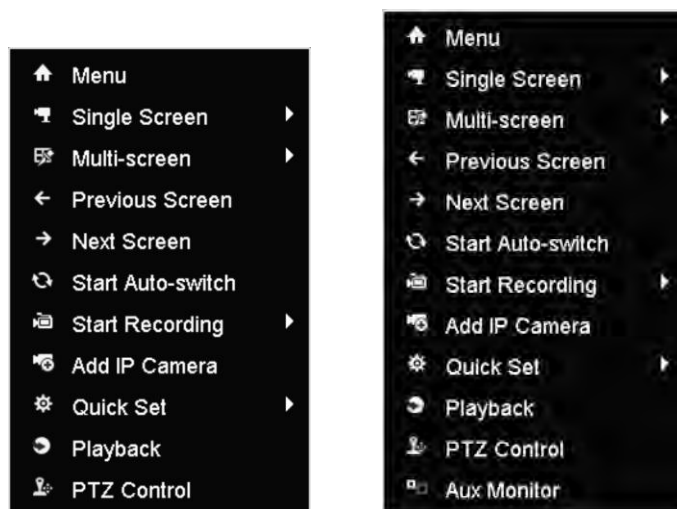 Menu
Single Screen
Multi-screen
Previous Screen
Next Screen
Start Auto-switch
Start Recording
Add IP Camera
Quick Set
Playback
PTZ Control
Menu
Single Screen
Multi-screen
Previous Screen
Next Screen
Start Auto-switch
Start Recording
Add IP Camera
Quick Set
Playback
PTZ Control
Aux Monitor